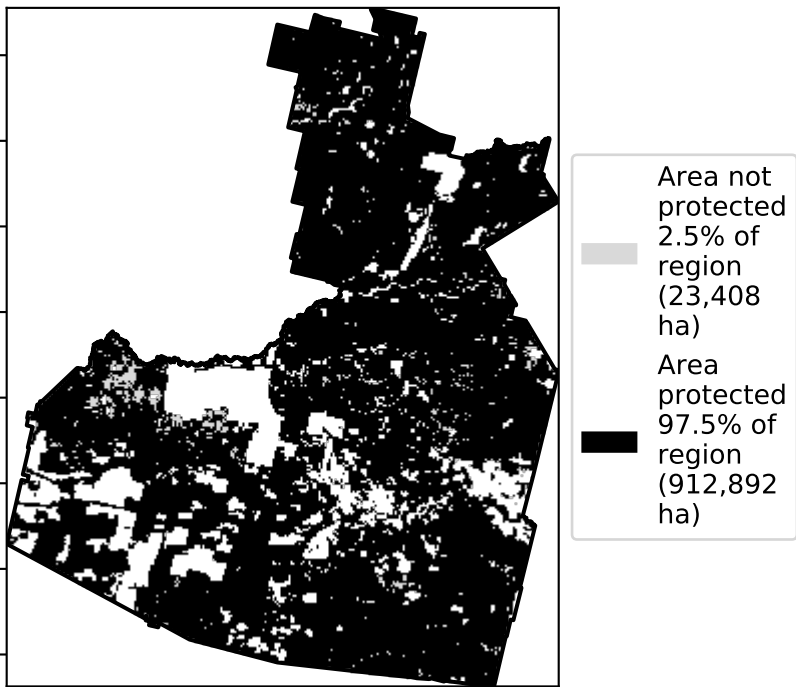 Area not
protected
2.5% of
region
(23,408
ha)
Area
protected
97.5% of
region
(912,892
ha)